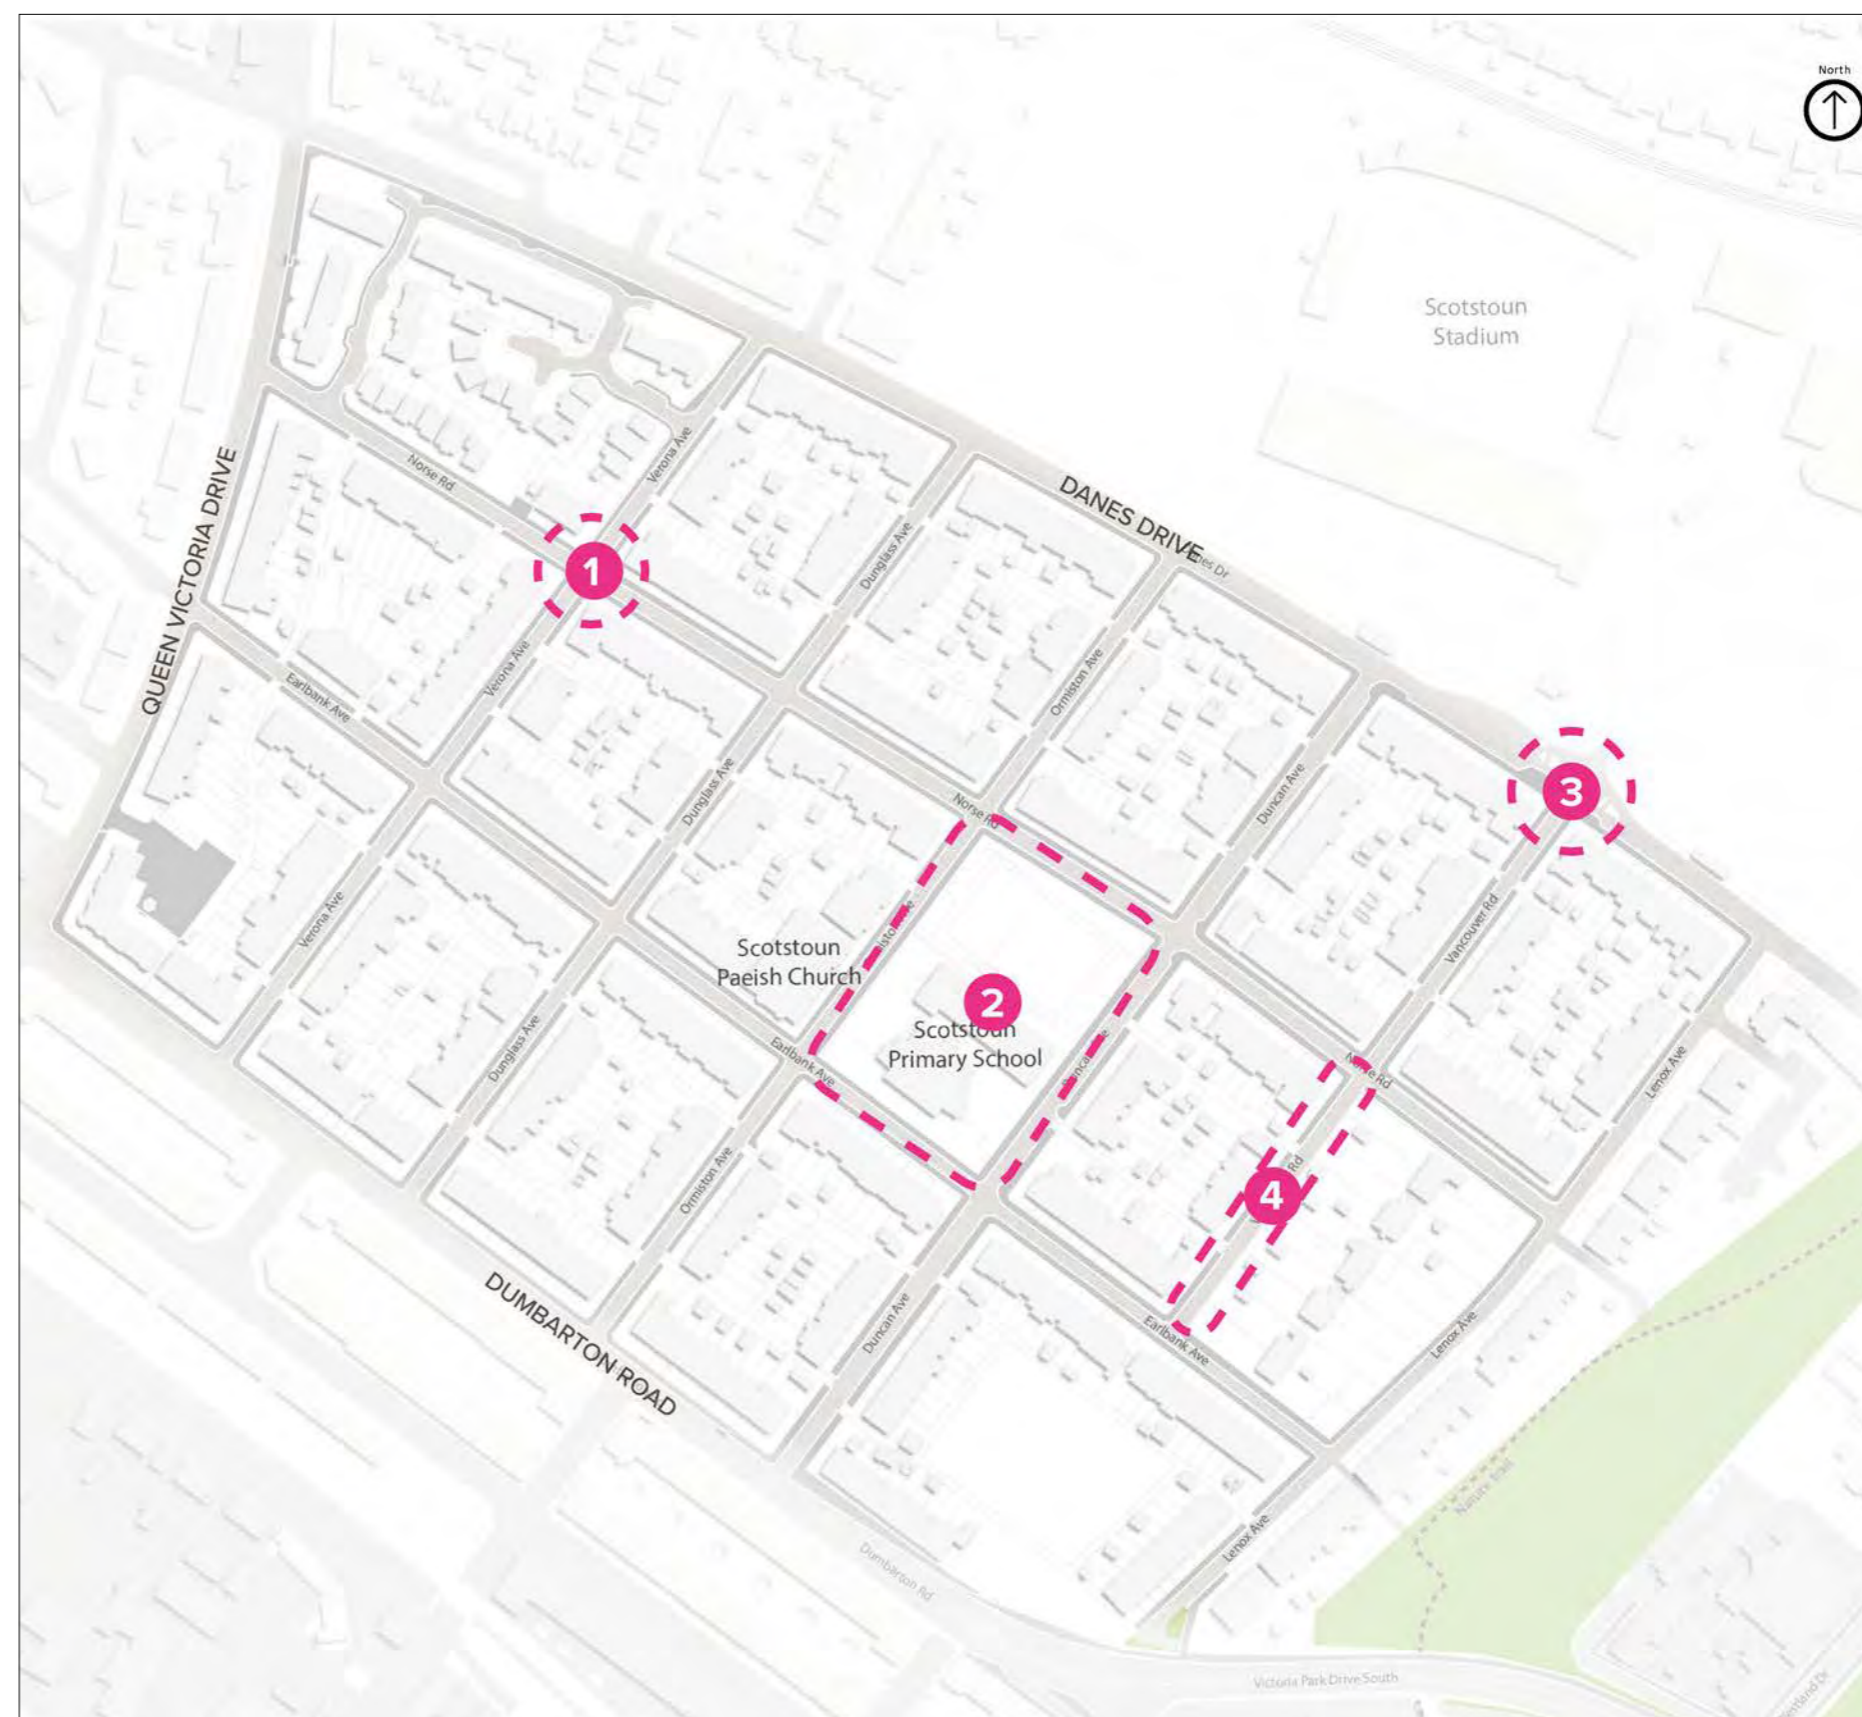 North
Scotstoun
Stadium
Verona Ave
Norse Rd
QUEEN VICTORIA DRIVE
DANES DRIVE
es Dr
Dunglass Ave
1
Verona Ave
Ormiston Ave
Earlbank Ave
Dunglass Ave
Duncan Ave
3
Norse Rd
Verona Ave
Vancouver Rd
Scotstoun
Paeish Church
2
Scotstoun
Primary School
Dunglass Ave
Earlbank Ave
Norse Rd
Lenox Ave
Ormiston Ave
Rd
4
DUMBARTON ROAD
Duncan Ave
Earlbank Ave
Lenox Ave
Nature Trail
Lenox Ave
Dumbarton Rd
Victoria Park Drive South